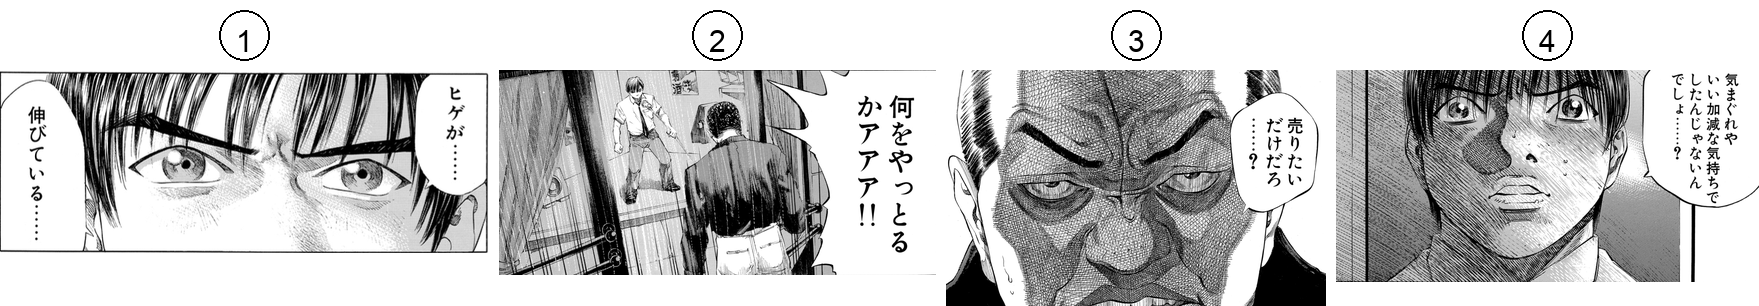 1
ヒゲが……
伸びている……
2
何をやっとる
かアアア!!
3
売りたい
だけだろ
……?
4
気まぐれや
いい加減な気持ちで
したんじゃないん
でしょ……?